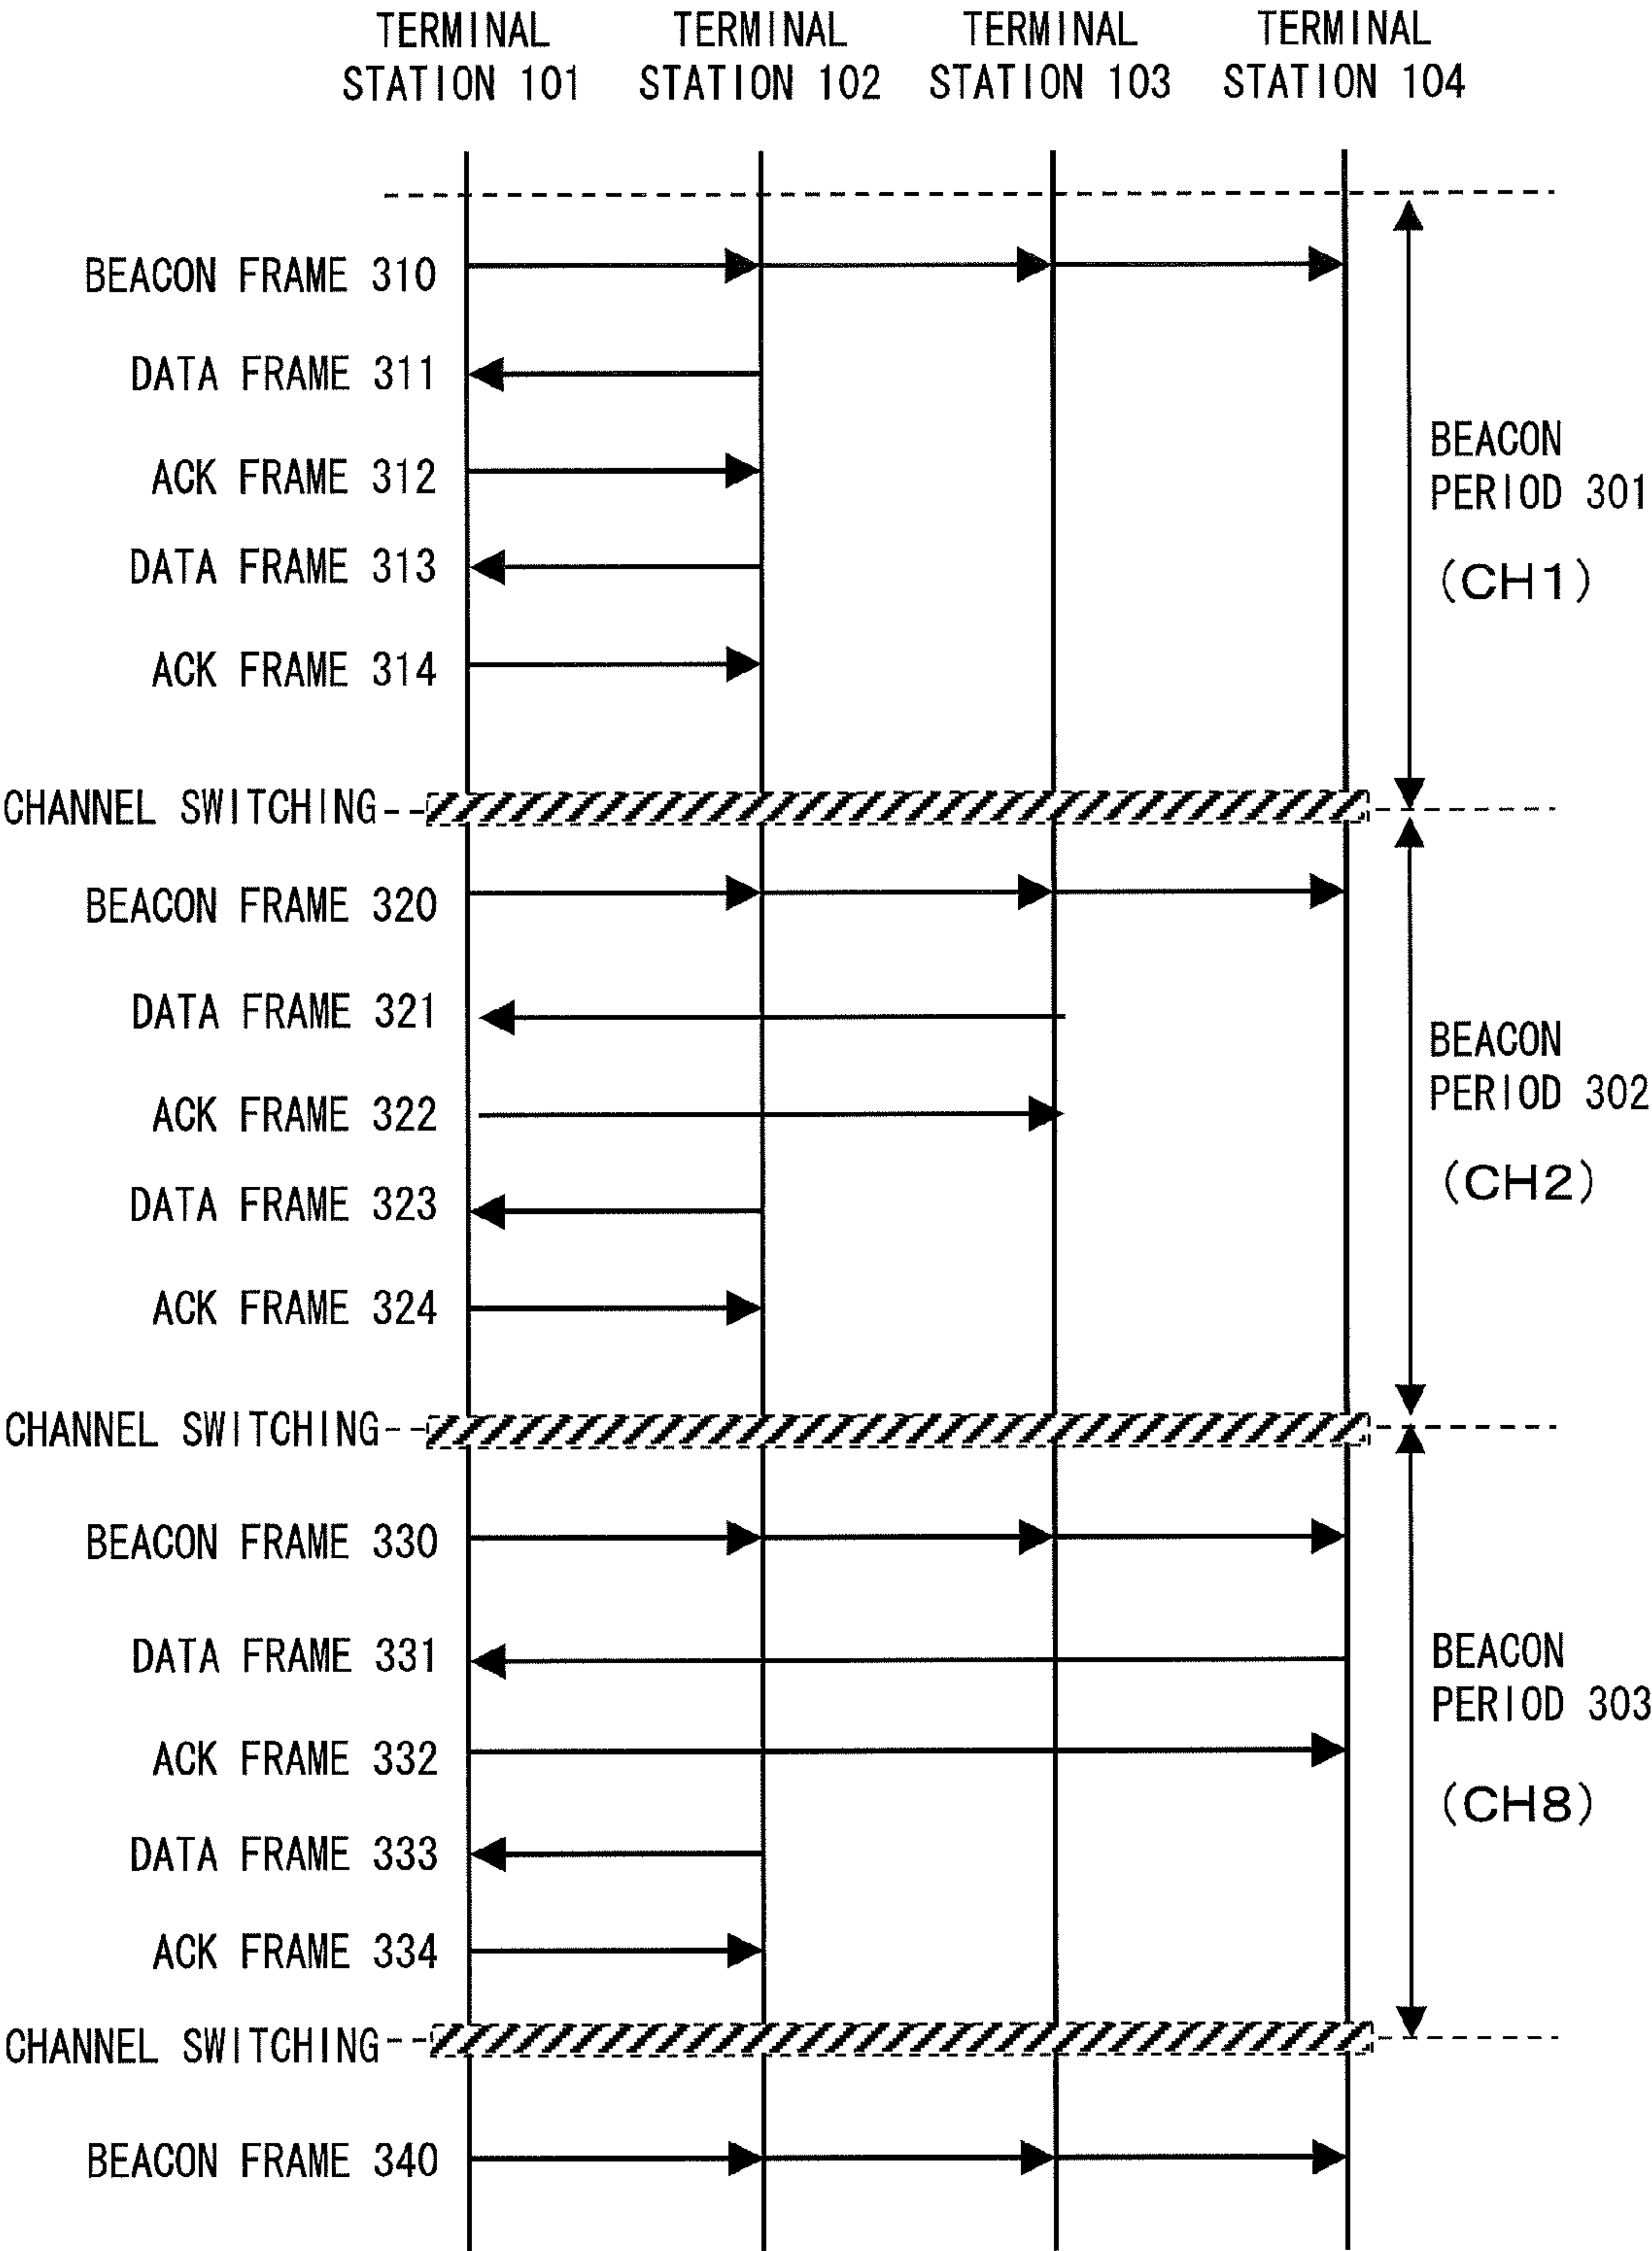 TERMINAL STATION 101
TERMINAL STATION 102
TERMINAL STATION 103
TERMINAL STATION 104
BEACON FRAME 310
DATA FRAME 311
ACK FRAME 312
DATA FRAME 313
ACK FRAME 314
BEACON
PERIOD 301
(CH1)
CHANNEL SWITCHING
BEACON FRAME 320
DATA FRAME 321
ACK FRAME 322
DATA FRAME 323
ACK FRAME 324
BEACON
PERIOD 302
(CH2)
CHANNEL SWITCHING
BEACON FRAME 330
DATA FRAME 331
ACK FRAME 332
DATA FRAME 333
ACK FRAME 334
BEACON
PERIOD 303
(CH8)
CHANNEL SWITCHING
BEACON FRAME 340